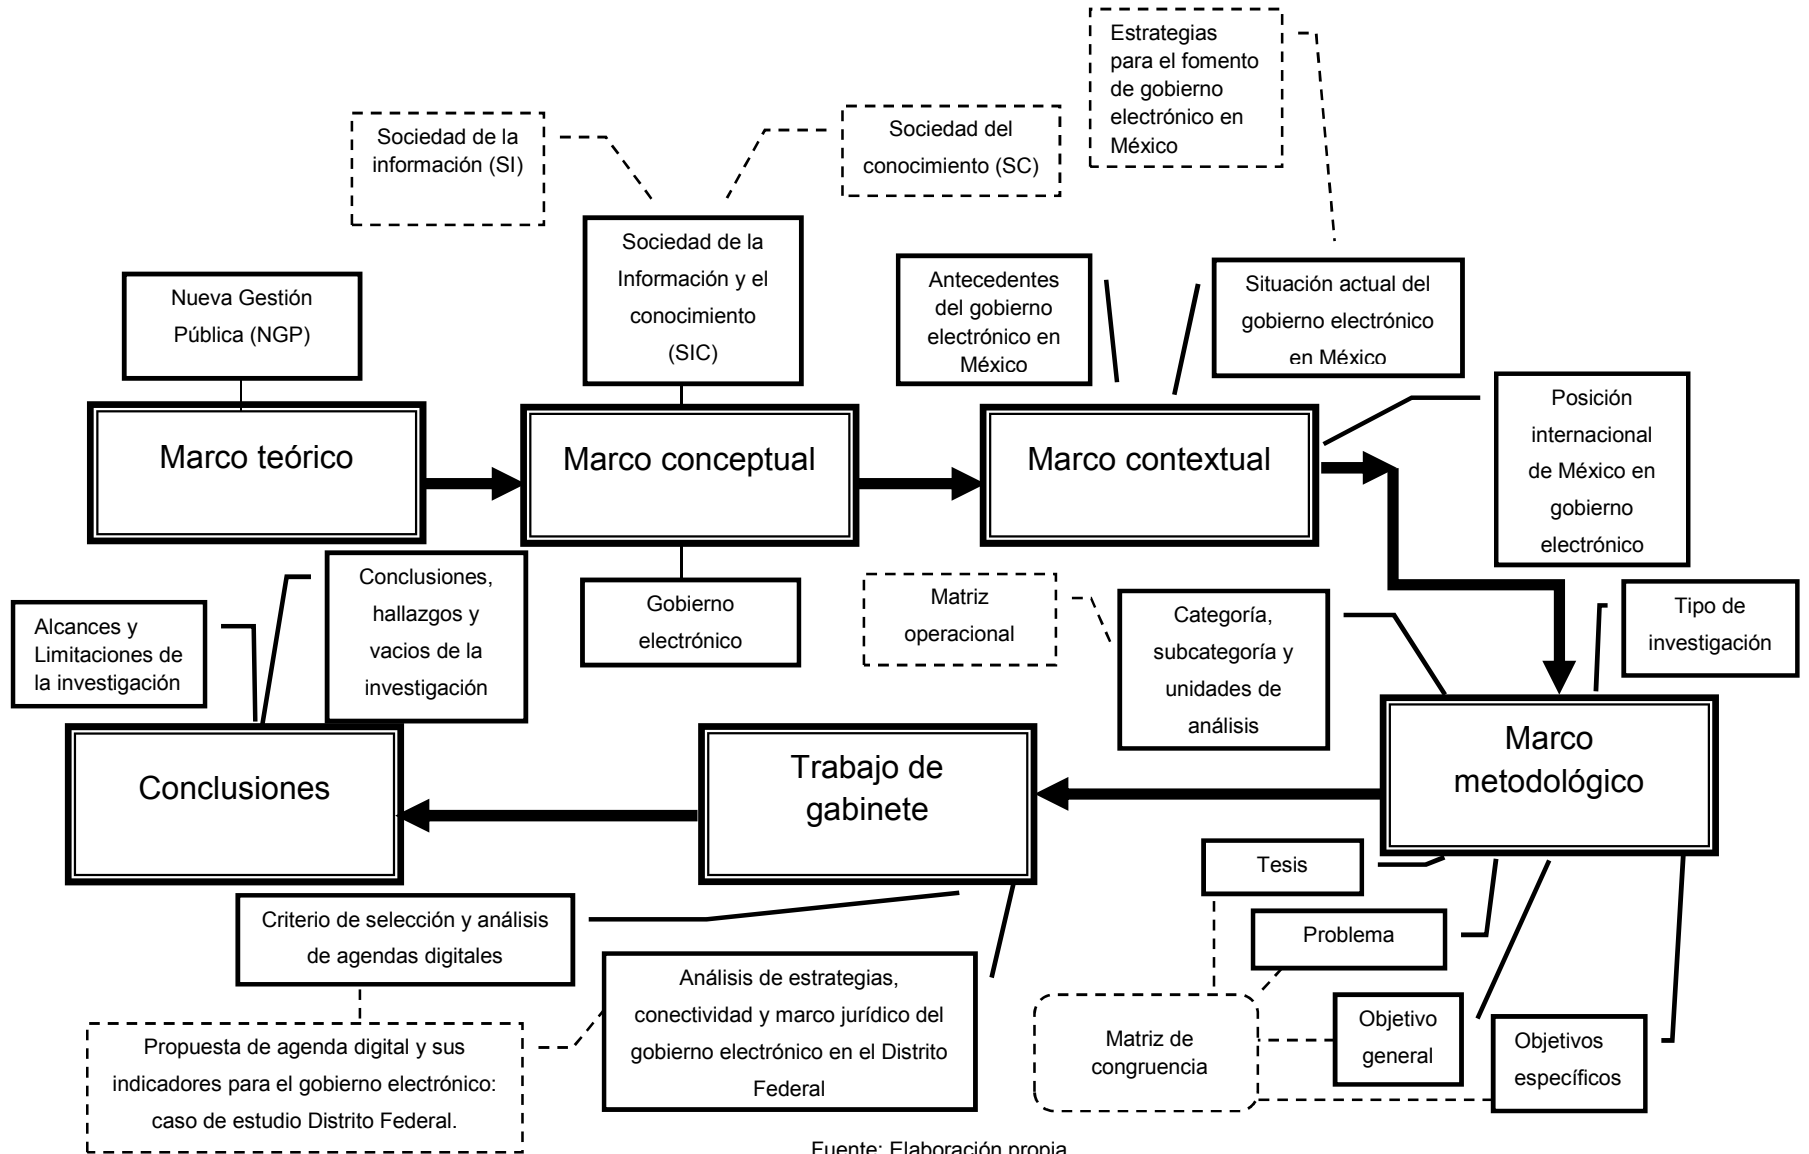 Estrategias
para el fomento
de gobierno
electrónico en
México
Sociedad de la
información (SI)
Sociedad del
conocimiento (SC)
Sociedad de la
Información y el
conocimiento
(SIC)
Nueva Gestión
Pública (NGP)
Antecedentes
del gobierno
electrónico en
México
Situación actual del
gobierno electrónico
en México
Posición
internacional
de México en
gobierno
electrónico
Marco teórico
Marco conceptual
Marco contextual
Gobierno
electrónico
Matriz
operacional
Categoría,
subcategoría y
unidades de
análisis
Tipo de
investigación
Alcances y
Limitaciones de
la investigación
Conclusiones,
hallazgos y
vacios de la
investigación
Conclusiones
Trabajo de
gabinete
Marco
metodológico
Tesis
Problema
Objetivo
general
Objetivos
específicos
Matriz de
congruencia
Criterio de selección y análisis
de agendas digitales
Análisis de estrategias,
conectividad y marco jurídico del
gobierno electrónico en el Distrito
Federal
Propuesta de agenda digital y sus
indicadores para el gobierno electrónico:
caso de estudio Distrito Federal.
Fuente: Elaboración propia